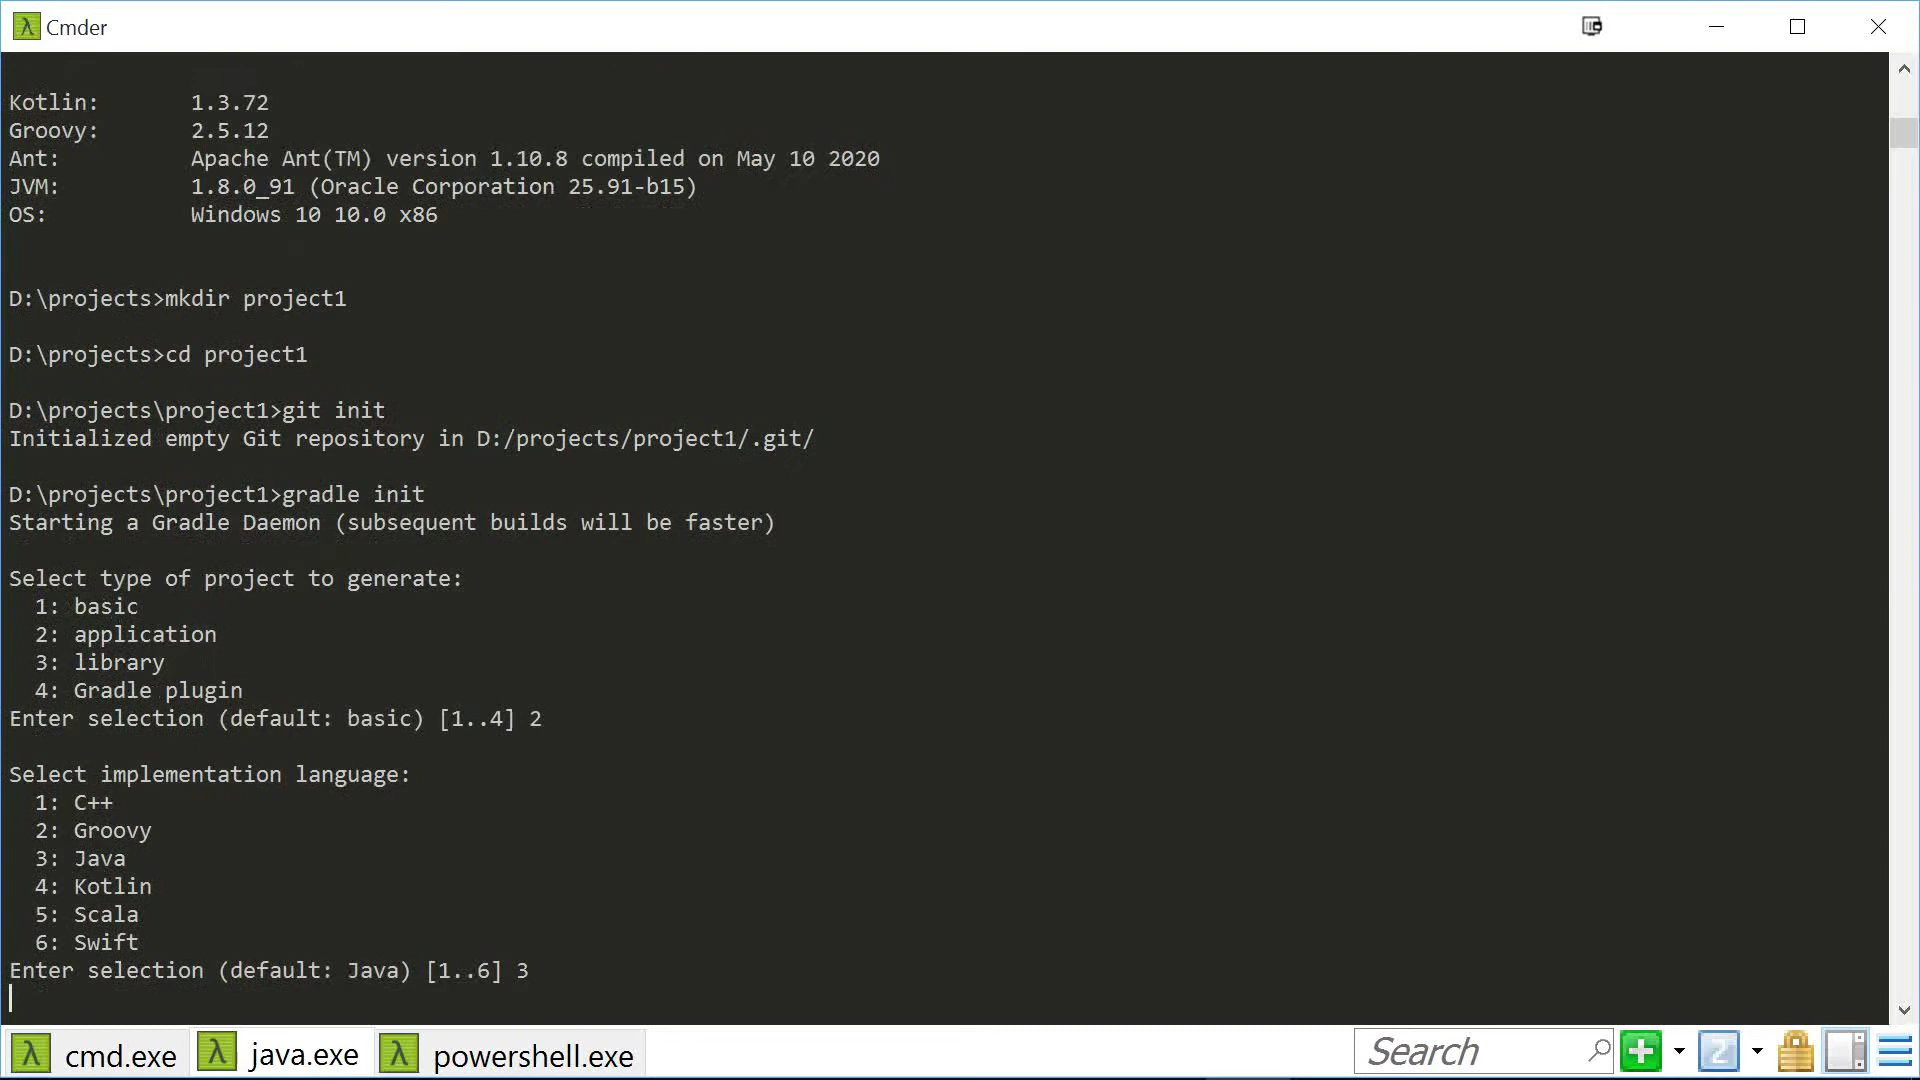 Cmder
Kotlin: 1.3.72
Groovy: 2.5.12
Ant: Apache Ant(TM) version 1.10.8 compiled on May 10 2020
JVM: 1.8.0_91 (Oracle Corporation 25.91-b15)
OS: Windows 10 10.0 x86
D:\projects>mkdir project1
D:\projects>cd project1
D:\projects\project1>git init
Initialized empty Git repository in D:/projects/project1/.git/
D:\projects\project1>gradle init
Starting a Gradle Daemon (subsequent builds will be faster)
Select type of project to generate:
1: basic
2: application
3: library
4: Gradle plugin
Enter selection (default: basic) [1..4] 2
Select implementation language:
1: C++
2: Groovy
3: Java
4: Kotlin
5: Scala
6: Swift
Enter selection (default: Java) [1..6] 3
cmd.exe java.exe powershell.exe Search 2